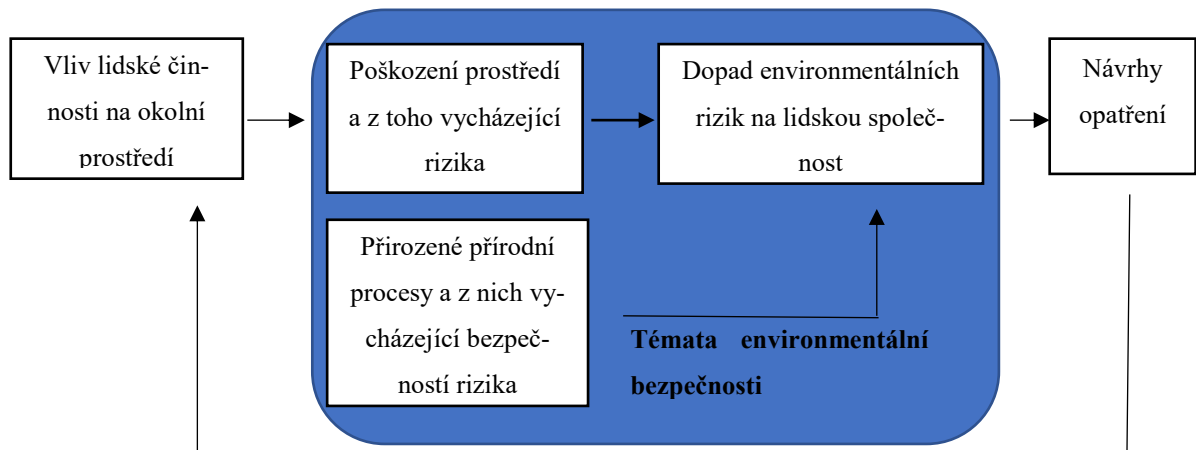 Vliv lidské čin-
nosti na okolní
prostředí
Poškození prostředí
a z toho vycházející
rizika
Dopad environmentálních
rizik na lidskou společ-
nost
Návrhy
opatření
Přirozené přírodní
procesy a z nich vy-
cházející bezpeč-
ností rizika
Témata environmentální
bezpečnosti